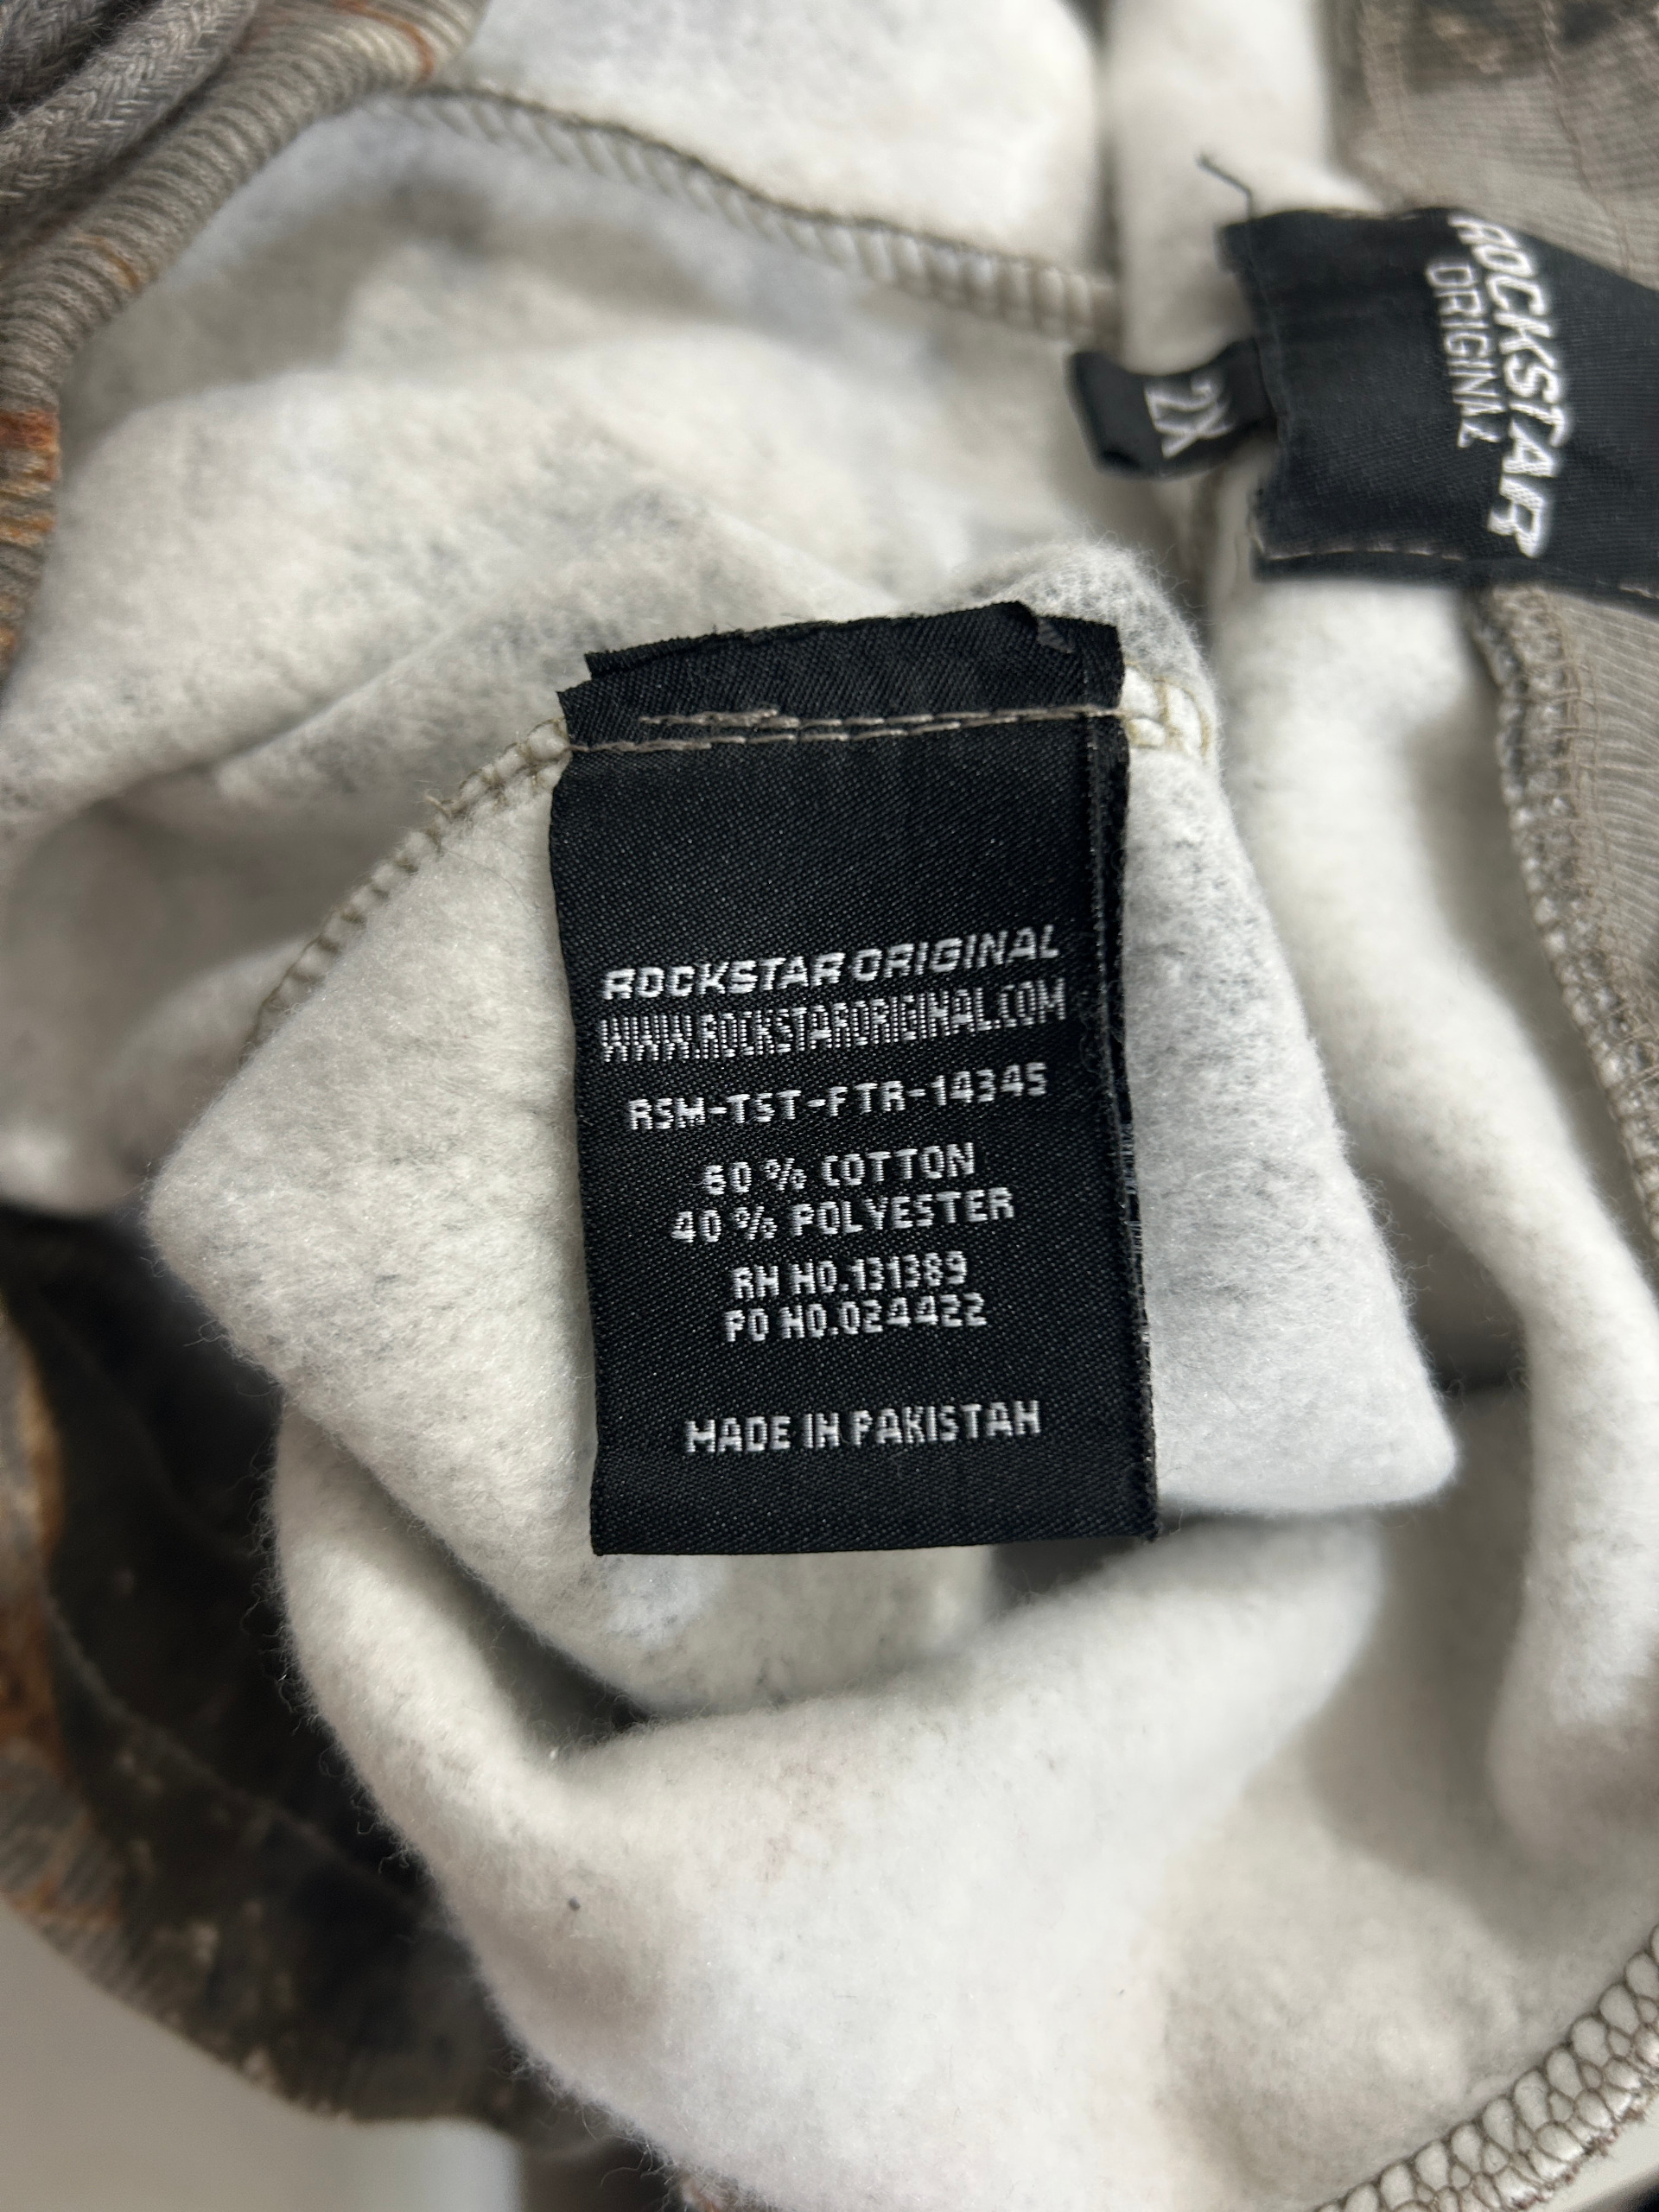 ROCKSTAR
ORIGINAL
2X
ROCKSTAR ORIGINAL
WWW.ROCKSTARORIGINAL.COM
RSM-TST-FTR-14345
60 % COTTON
40 % POLYESTER
RN NO.131389
PO NO.024422
MADE IN PAKISTAN